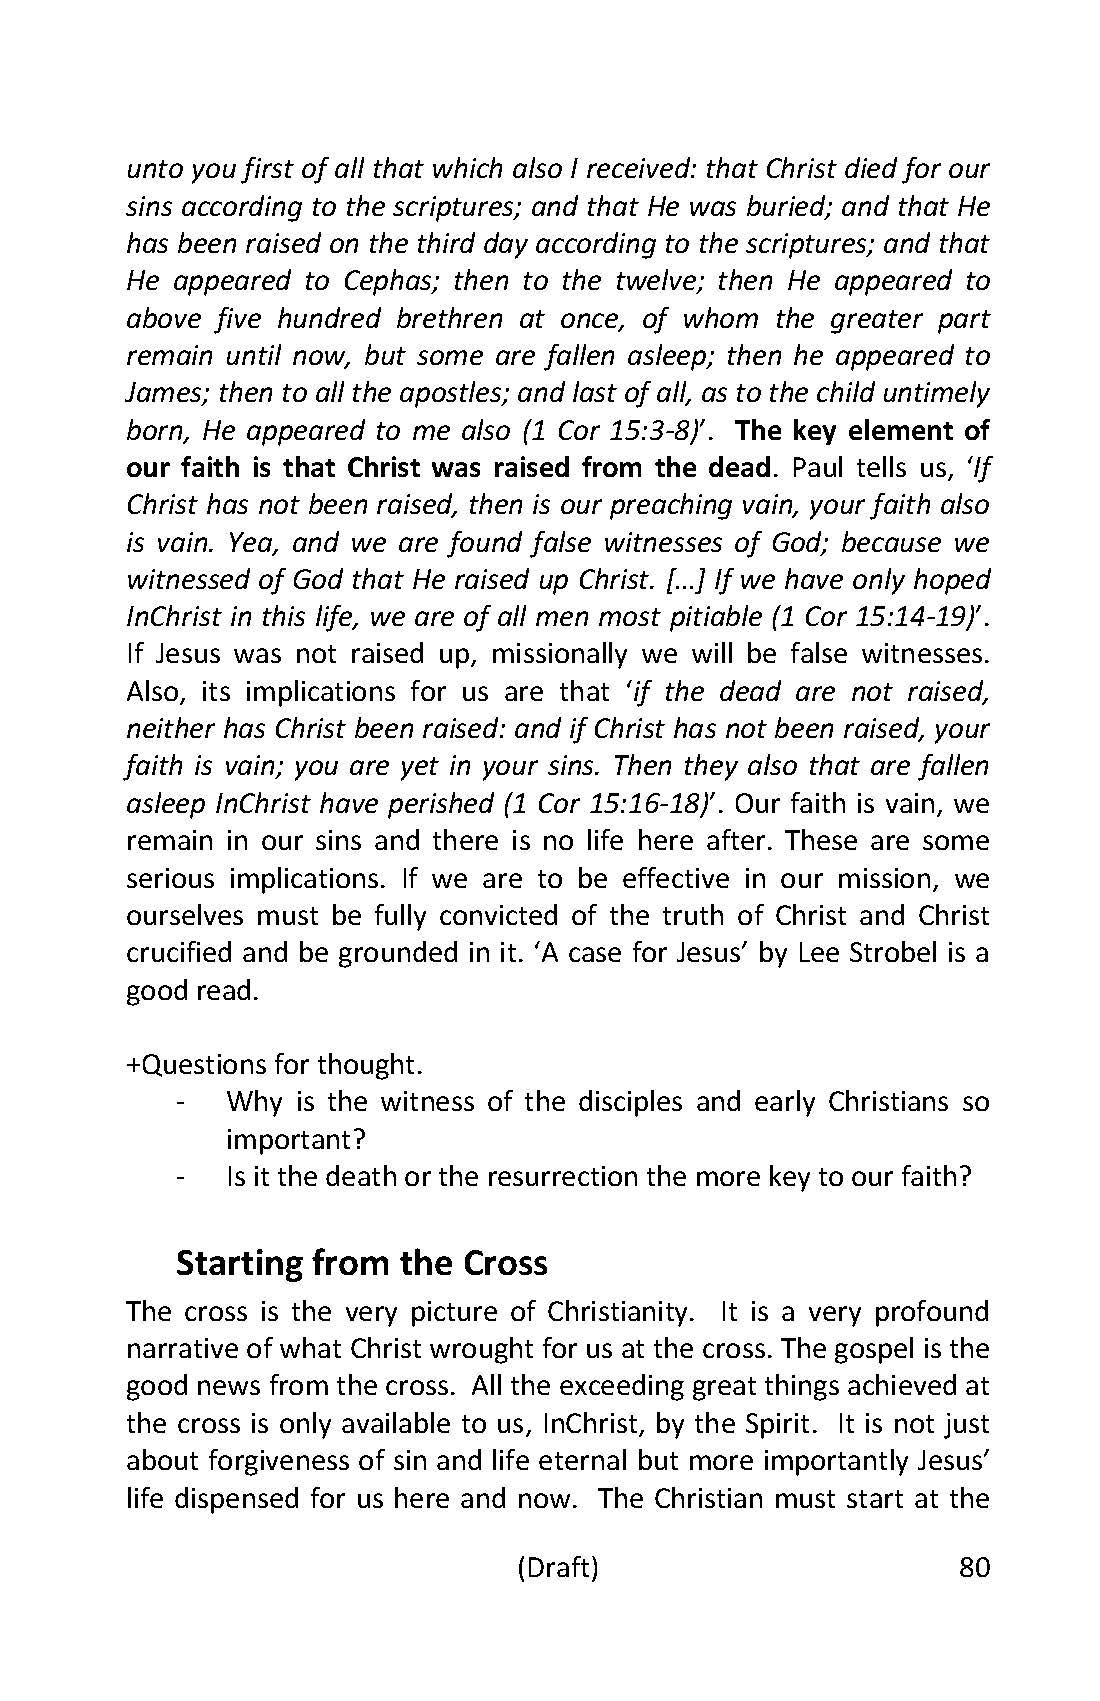 unto you first of all that which also I received: that Christ died for our
sins according to the scriptures; and that He was buried; and that He
has been raised on the third day according to the scriptures; and that
He appeared to Cephas; then to the twelve; then He appeared to
above five hundred brethren at once, of whom the greater part
remain until now, but some are fallen asleep; then he appeared to
James; then to all the apostles; and last of all, as to the child untimely
born, He appeared to me also (1 Cor 15:3-8)’. The key element of
our faith is that Christ was raised from the dead. Paul tells us, ‘If
Christ has not been raised, then is our preaching vain, your faith also
is vain. Yea, and we are found false witnesses of God; because we
witnessed of God that He raised up Christ. [...] If we have only hoped
InChrist in this life, we are of all men most pitiable (1 Cor 15:14-19)’.
If Jesus was not raised up, missionally we will be false witnesses.
Also, its implications for us are that ‘if the dead are not raised,
neither has Christ been raised: and if Christ has not been raised, your
faith is vain; you are yet in your sins. Then they also that are fallen
asleep InChrist have perished (1 Cor 15:16-18)’. Our faith is vain, we
remain in our sins and there is no life here after. These are some
serious implications. If we are to be effective in our mission, we
ourselves must be fully convicted of the truth of Christ and Christ
crucified and be grounded in it. ‘A case for Jesus’ by Lee Strobel is a
good read.
+Questions for thought.
- Why is the witness of the disciples and early Christians so
important?
- Is it the death or the resurrection the more key to our faith?
Starting from the Cross
The cross is the very picture of Christianity. It is a very profound
narrative of what Christ wrought for us at the cross. The gospel is the
good news from the cross. All the exceeding great things achieved at
the cross is only available to us, InChrist, by the Spirit. It is not just
about forgiveness of sin and life eternal but more importantly Jesus’
life dispensed for us here and now. The Christian must start at the
(Draft) 80